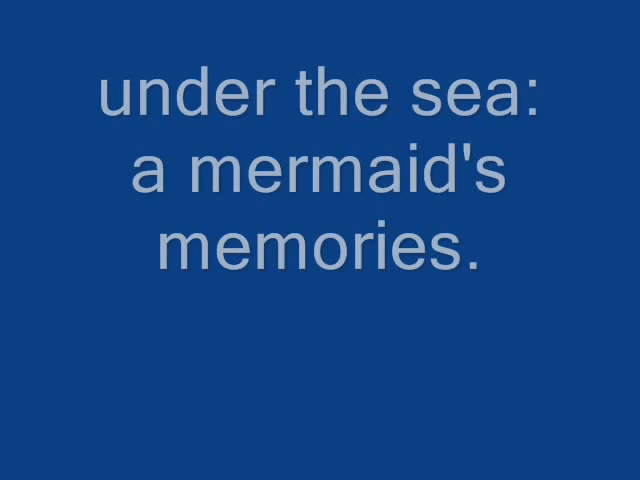 under the sea:
a mermaid's
memories.